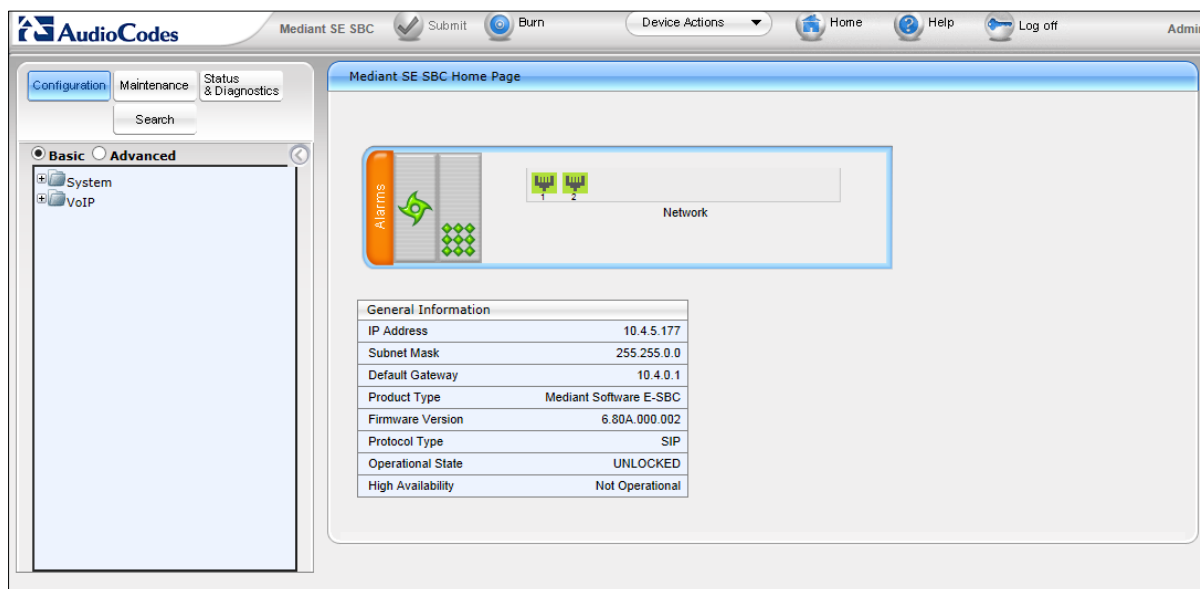 AudioCodes
Mediant SE SBC
Submit
Burn
Device Actions
Home
Help
Log off
Configuration
Maintenance
Status
& Diagnostics
Search
Basic
Advanced
System
VoIP
Mediant SE SBC Home Page
Alarms
1
2
Network
General Information
IP Address 10.4.5.177
Subnet Mask 255.255.0.0
Default Gateway 10.4.0.1
Product Type Mediant Software E-SBC
Firmware Version 6.80A.000.002
Protocol Type SIP
Operational State UNLOCKED
High Availability Not Operational